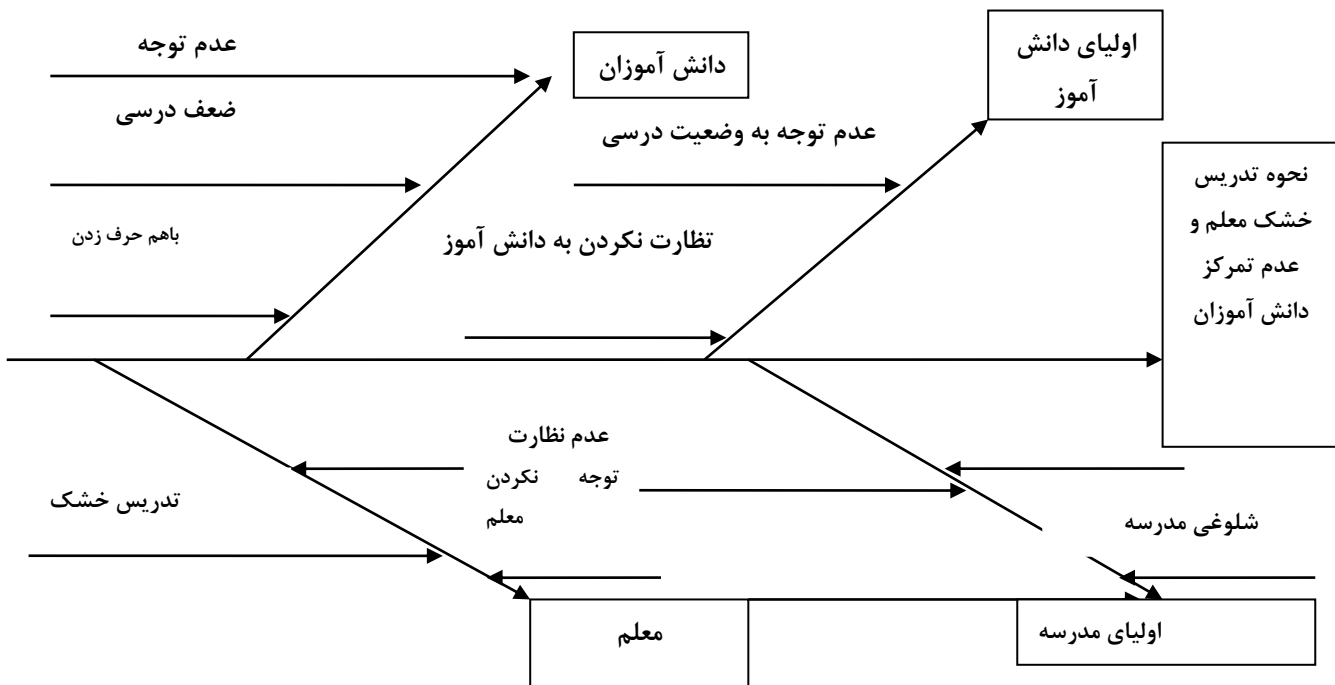 عدم توجه
دانش آموزان
اولیای دانش
آموز
ضعف درسی
عدم توجه به وضعیت درسی
نحوه تدریس
خشک معلم و
عدم تمرکز
دانش آموزان
باهم حرف زدن
تظارت نکردن به دانش آموز
عدم نظارت
توجه نکردن
معلم
تدریس خشک
شلوغی مدرسه
معلم
اولیای مدرسه